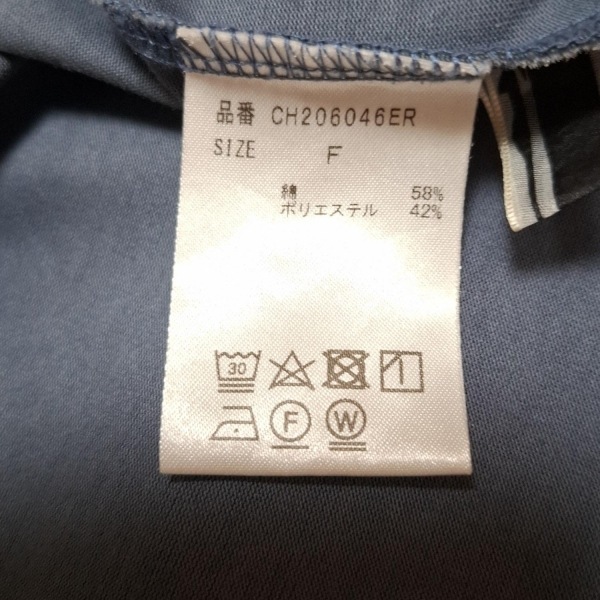 品番 CH206046ER
SIZE F
綿 58%
ポリエステル 42%
30
F W